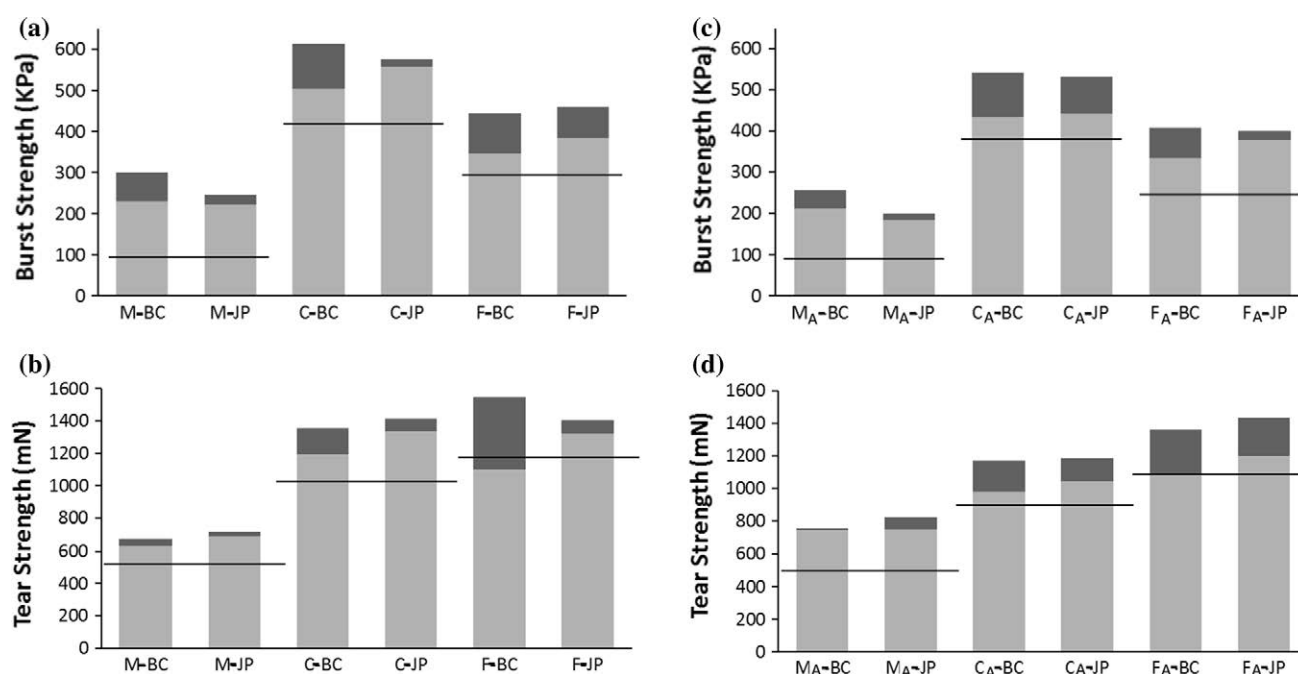 (a)
Burst Strength (KPa)
600
500
400
300
200
100
0
M-BC M-JP C-BC C-JP F-BC F-JP
(c)
Burst Strength (KPa)
600
500
400
300
200
100
0
MA-BC MA-JP CA-BC CA-JP FA-BC FA-JP
(b)
Tear Strength (mN)
1600
1400
1200
1000
800
600
400
200
0
M-BC M-JP C-BC C-JP F-BC F-JP
(d)
Tear Strength (mN)
1600
1400
1200
1000
800
600
400
200
0
MA-BC MA-JP CA-BC CA-JP FA-BC FA-JP